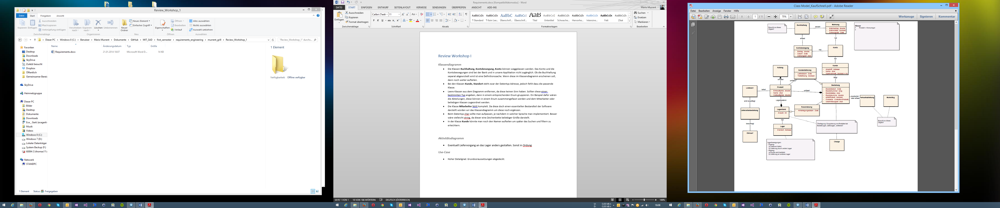 Review_Workshop_1
Datei Start Freigeben Ansicht
Kopieren Einfügen
Ausschneiden
Pfad kopieren
Verknüpfung einfügen
Zwischenablage
Verschieben nach
Kopieren nach
Löschen
Umbenennen
Organisieren
Neuer Ordner
Neues Element
Einfacher Zugriff
Neu
Eigenschaften
Öffnen
Bearbeiten
Verlauf
Öffnen
Alles auswählen
Nichts auswählen
Auswahl umkehren
Auswählen
Dieser PC Windows 8 (C:) Benutzer Mario Murrent Dokumente GitHub MIT_SAD first_semester requirements_engineering murrent_grill Review_Workshop_1
"Review_Workshop_1" durchs...
Name Änderungsdatum Typ Größe
Requirements.docx 21.01.2014 18:07 Microsoft Word D... 14 KB
Favoriten
Desktop
Downloads
SkyDrive
Zuletzt besucht
Dropbox
Öffentlich
Gemeinsamer Bereic
SkyDrive
Heimnetzgruppe
Dieser PC
Bilder
Desktop
Dokumente
Downloads
Eva _ Gerti (evagerti-
Musik
Videos
Windows 8 (C:)
Windows 7 (D:)
Lokaler Datenträger
System Backup (F:)
60894 (\\thomas11\
Netzwerk
STANDPC
1 Element
Verfügbarkeit: Offline verfügbar
1 Element Status: Freigegeben
Requirements.docx [Kompatibilitätsmodus] - Word
DATEI START EINFÜGEN ENTWURF SEITENLAYOUT VERWEISE SENDUNGEN ÜBERPRÜFEN ANSICHT ADD-INS
Mario Murrent
Einfügen
Ausschneiden
Kopieren
Format übertragen
Zwischenablage
Calibri (Textk 11
F K U
Schriftart
Absatz
¶ Standard ¶ Kein Lee... Überschrif... Überschrif... Titel Untertitel Schwache... Hervorhe... Intensive... Fett Zitat
Formatvorlagen
Suchen
Ersetzen
Markieren
Bearbeiten
Review Workshop I
Klassendiagramm
• Die Klassen Buchhaltung, Kontobewegung, Konto können weggelassen werden. Das Konto und die
Kontobewegungen sind bei der Bank und in unsere Applikation nicht zugänglich. Ob die Buchhaltung
separat abgewickelt wird ist eine Definitionssache. Wenn diese im Klassendiagramm erscheinen soll,
dann noch weiter aufteilen.
• Bei den Klassen Kunde, Standort steht zwar der Datentyp Adresse, jedoch fehlt dazu die passende
Klasse.
• Leere Klassen aus dem Diagramm entfernen, da diese keinen Sinn haben. Sollten diese einen
bestimmten Typ angeben, dann in einem entsprechenden Enum gruppieren. Ein Beispiel dafür wären
die Abteilungen, diese können in einem Enum zusammengefasst werden und dem Mitarbeiter oder
beliebigen Klassen zugeordnet werden.
• Die Klasse Mitarbeiter fehlt komplett. Da diese doch einen essentiellen Bestandteil der Software
darstellt würden wir das Klassendiagramm um diese noch ergänzen.
• Beim Datentyp char sollte man aufpassen, je nachdem in welcher Sprache man implementiert. Besser
wäre vielleicht string, da dieser eine Zeichenkette beliebiger Größe darstellt.
• In der Klasse Kunde könnte man noch den Namen aufteilen um später das Suchen und filtern zu
erleichtern.
Aktivitätsdiagramm
• Eventuell Liefervorgang an das Lager anders gestalten. Sonst in Ordung
Use-Case
• Hoher Detailgrad. Grundvoraussetzungen abgedeckt.
SEITE 1 VON 1 10 VON 186 WÖRTERN DEUTSCH (ÖSTERREICH)
100%
U: 0,00 kB/s
D: 0,00 kB/s
18:08
Class Model_KaufSchnell.pdf - Adobe Reader
Datei Bearbeiten Anzeige Fenster Hilfe
1 / 1 75%
Werkzeuge Signieren Kommentar
Braucht es dieses Objekt?
Buchhaltung
erstellt
Mahnung
- Mahnbetrag :double
- Mahnstatus :boolean
- Zahlungsziel :Date
Glossar
• Produkt = Konsumgut
erfasst
hat
Kontobewegung
- Betrag :double
- Datum :Date
- Zahlungsart :char
hat
Konto
hat
Katalog
Kundenlieferung
- Lieferdatum :Date
- Teillieferung :boolean
Kunde
- Anschrift :Adresse
- Name :char
- Sperrvermerk :boolean = no
umfasst
umfasst
tätigt
Lieferant
liefert
Produkt
- Einkaufspreis :double
- Name :char
- Verkaufspreis :double
umfasst
Bestellung
- Bestelldatum :Date
- Bestellnummer :long
- Bestellstatus :char
- Bestellsumme :double
- Produkte :Collection(Produkt)
- Übermittlungsart :char
bearbeitet oder erfasst
Verkaufsabteilung
Marketing
wird beauftragt
Lagerbestand
Lieferantenbestellung
Lagerstand
- Anzahl :int
Reservierung
- Hinterlegungsdatum :Date
beauftragt
hat
Einkauf
Lager
- Standort :Adresse
Überlegung: Gruppierung von Produkten bei Bestellungen, Lieferungen,.. einführen?
Braucht es dieses Objekt?
Charge
Lagerbewegungen:
- Zugang:
a) Lieferant liefert
b) Lieferung durch anders Lager
- Abgang:
a) Kunde wird beliefert
b) Lieferung an anderes Lager